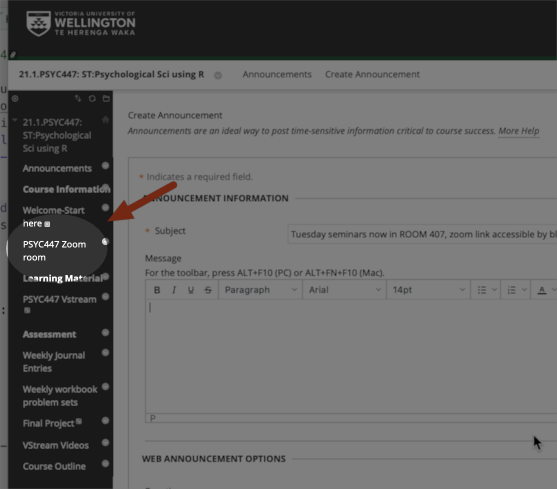 VICTORIA UNIVERSITY OF
WELLINGTON
TE HERENGA WAKA
21.1.PSYC447: ST:Psychological Sci using R
Announcements
Create Announcement
21.1.PSYC447:
ST:Psychological
Sci using R
Announcements
Course Information
Welcome-Start
here
PSYC447 Zoom
room
Learning Material
PSYC447 Vstream
Assessment
Weekly Journal
Entries
Weekly workbook
problem sets
Final Project
VStream Videos
Course Outline
Create Announcement
Announcements are an ideal way to post time-sensitive information critical to course success. More Help
* Indicates a required field.
ANNOUNCEMENT INFORMATION
* Subject
Tuesday seminars now in ROOM 407, zoom link accessible by bl
Message
For the toolbar, press ALT+F10 (PC) or ALT+FN+F10 (Mac).
B I U S Paragraph Arial 14pt A
P
WEB ANNOUNCEMENT OPTIONS